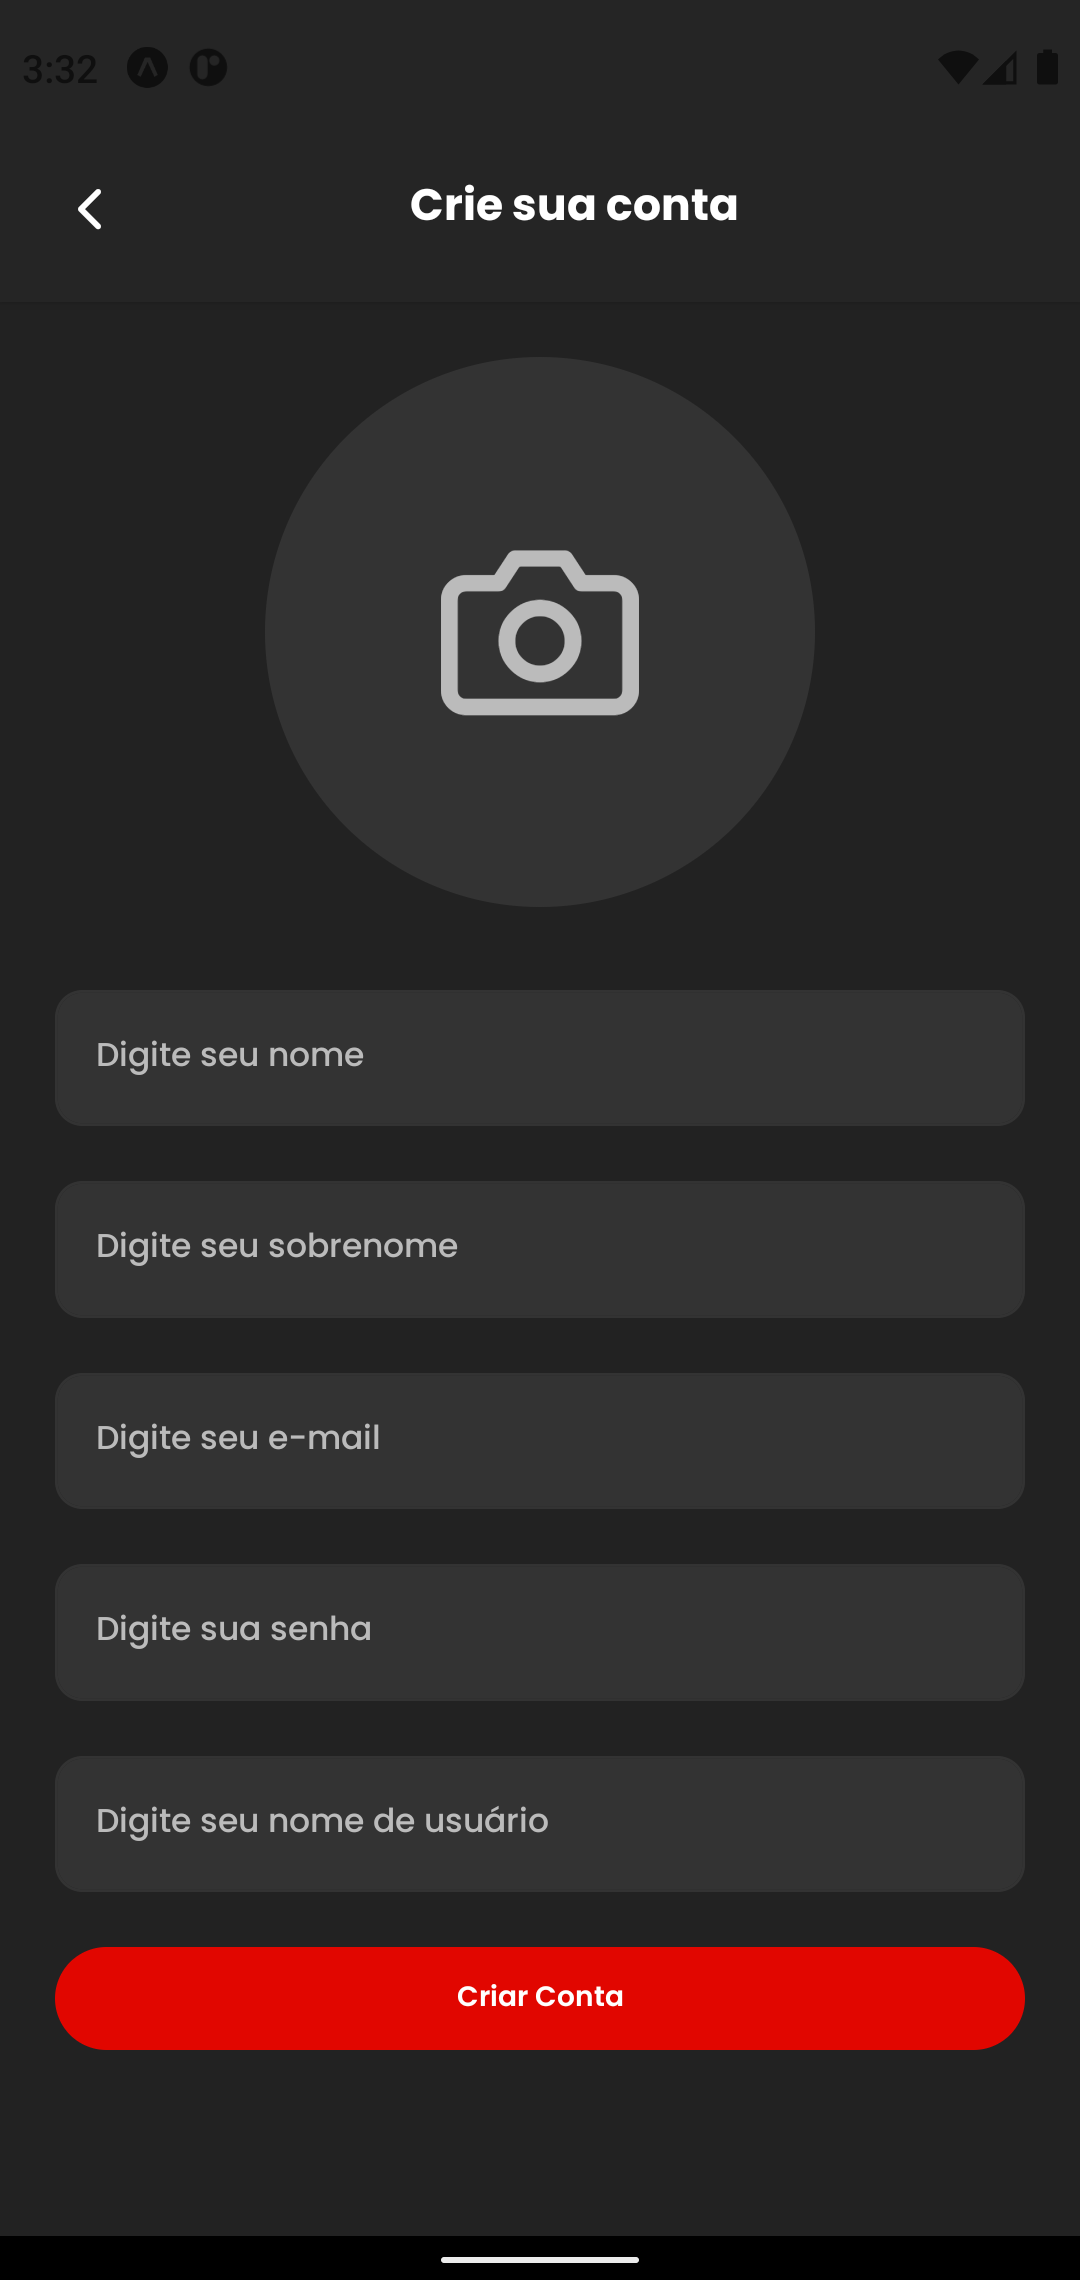 3:32
Crie sua conta
Digite seu nome
Digite seu sobrenome
Digite seu e-mail
Digite sua senha
Digite seu nome de usuário
Criar Conta